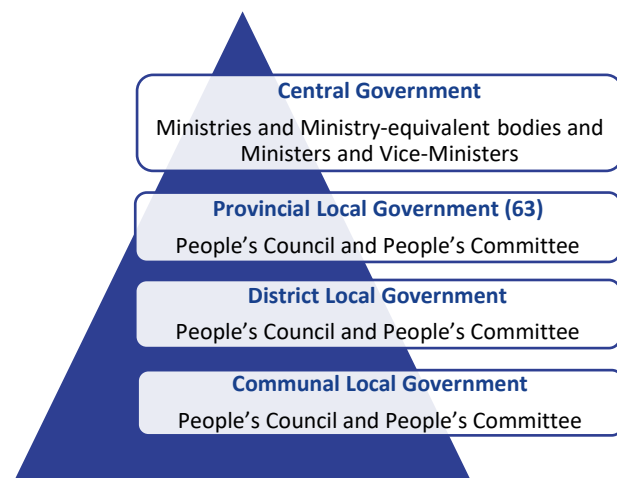 Central Government
Ministries and Ministry-equivalent bodies and
Ministers and Vice-Ministers
Provincial Local Government (63)
People’s Council and People’s Committee
District Local Government
People’s Council and People’s Committee
Communal Local Government
People’s Council and People’s Committee